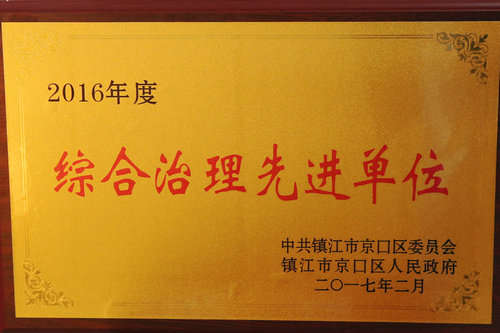 2016年度
综合治理先进单位
中共镇江市京口区委员会
镇江市京口区人民政府
二〇一七年二月